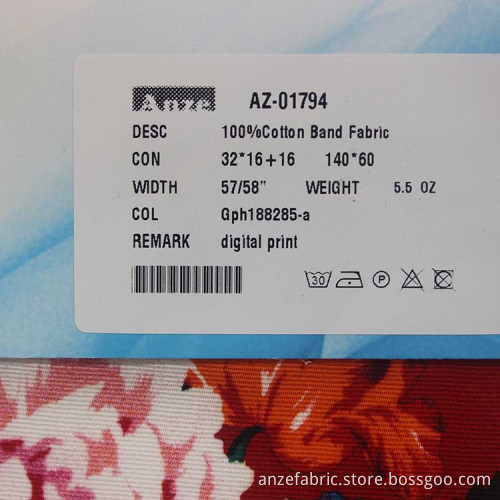 Anze AZ-01794
DESC 100%Cotton Band Fabric
CON 32*16+16 140*60
WIDTH 57/58" WEIGHT 5.5 OZ
COL Gph188285-a
REMARK digital print
30 P
anzefabric.store.bossgoo.com